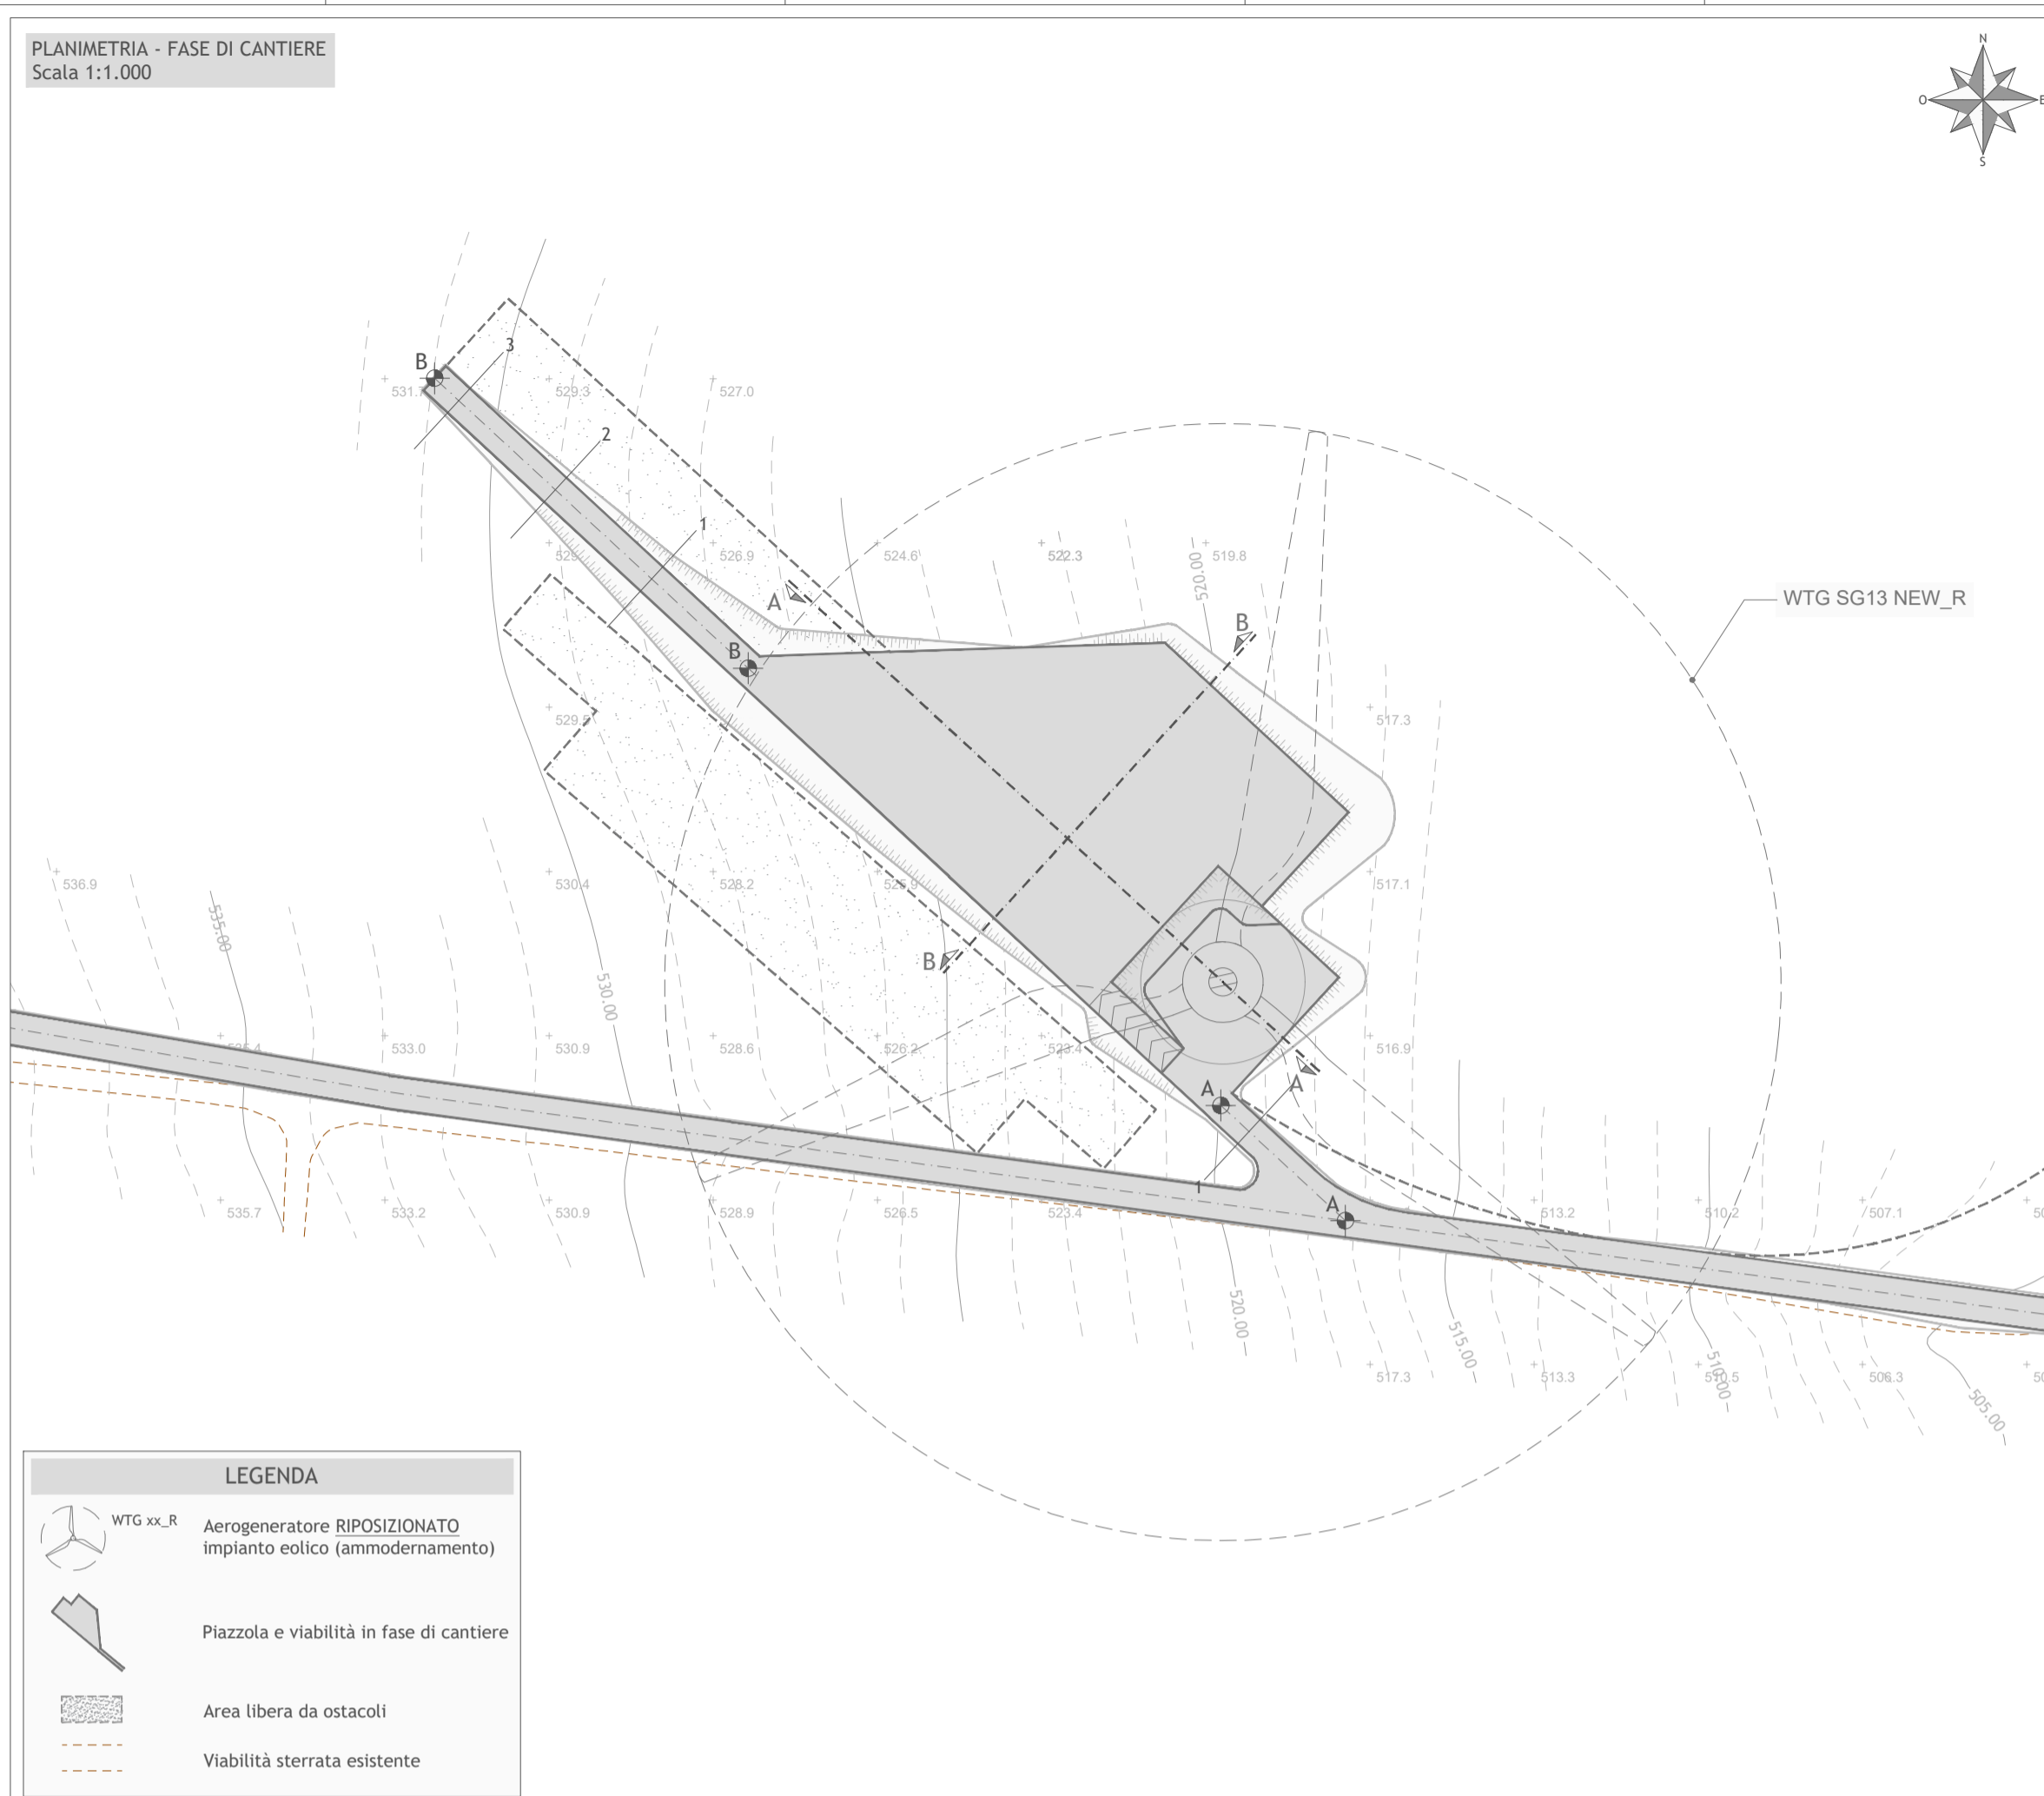 PLANIMETRIA - FASE DI CANTIERE
Scala 1:1.000
N
O
E
S
3
B
531.7
529.3
527.0
2
1
526.9
524.6
522.3
519.8
520.00
A
B
B
WTG SG13 NEW_R
529.5
517.3
536.9
530.4
528.2
525.9
517.1
535.00
530.00
B
535.4
533.0
530.9
528.6
526.2
523.4
516.9
A
A
1
A
535.7
533.2
530.9
528.9
526.5
523.4
513.2
510.2
507.1
520.00
515.00
510.00
505.00
517.3
513.3
510.5
506.3
LEGENDA
WTG xx_R
Aerogeneratore RIPOSIZIONATO
impianto eolico (ammodernamento)
Piazzola e viabilità in fase di cantiere
Area libera da ostacoli
Viabilità sterrata esistente